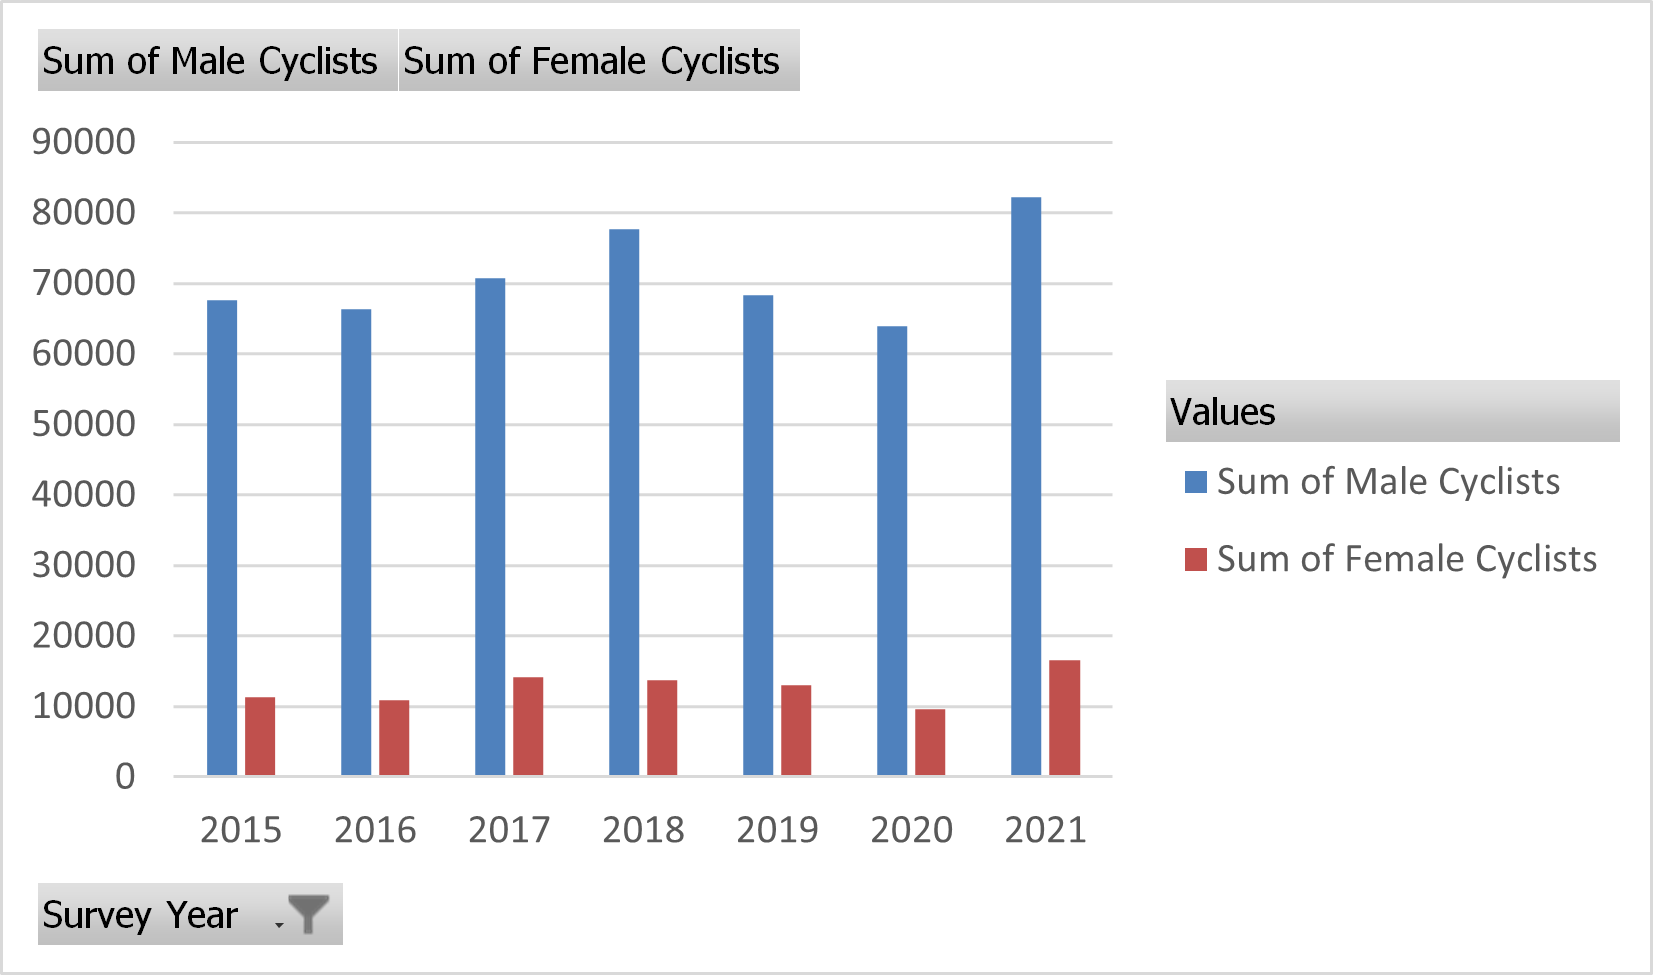 Sum of Male Cyclists Sum of Female Cyclists
90000
80000
70000
60000
50000
40000
30000
20000
10000
0
2015 2016 2017 2018 2019 2020 2021
Values
Sum of Male Cyclists
Sum of Female Cyclists
Survey Year